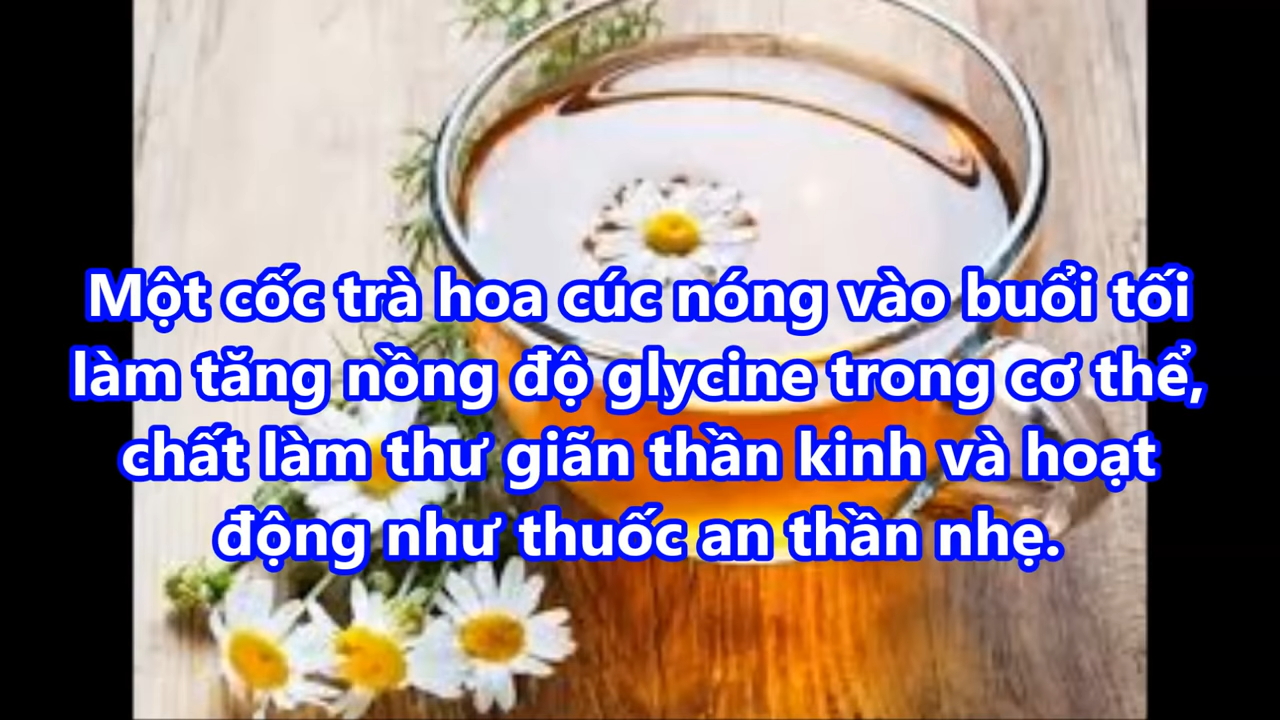 Một cốc trà hoa cúc nóng vào buổi tối
làm tăng nồng độ glycine trong cơ thể,
chất làm thư giãn thần kinh và hoạt
động như thuốc an thần nhẹ.